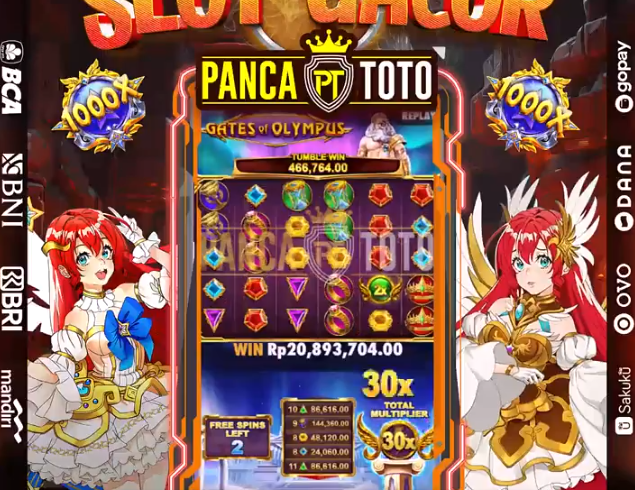 SLOT GACOR
PANCA PT TOTO
1000X
1000X
REPLAY
GATES of OLYMPUS
TUMBLE WIN
466,764.00
PANCA TOTO
2x
WIN Rp20,893,704.00
30x
TOTAL
MULTIPLIER
30x
FREE SPINS
LEFT
2
10 86,616.00
9 144,360.00
8 48,120.00
8 24,060.00
11 86,616.00
BCA
BNI
BRI
mandiri
gopay
DANA
OVO
Sakuku